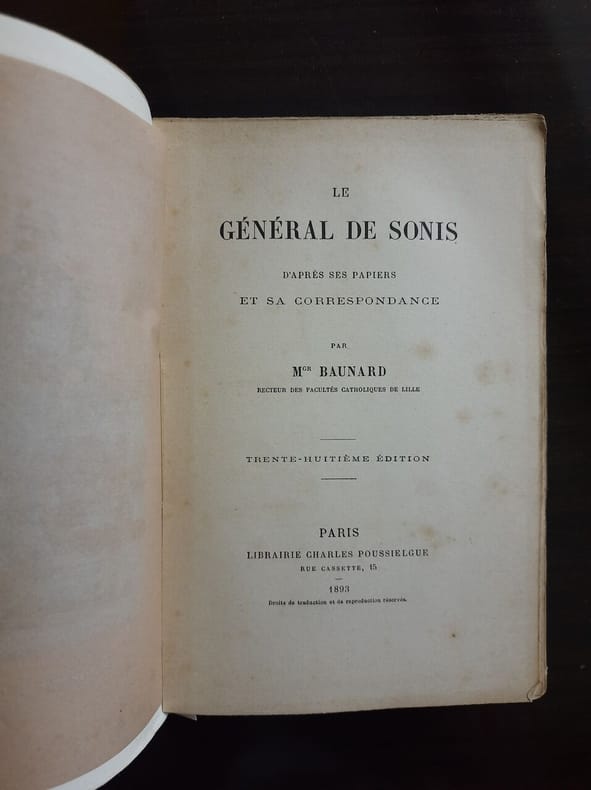 LE
GÉNÉRAL DE SONIS
D'APRÈS SES PAPIERS
ET SA CORRESPONDANCE
PAR
MGR BAUNARD
RECTEUR DES FACULTÉS CATHOLIQUES DE LILLE
TRENTE-HUITIÈME ÉDITION
PARIS
LIBRAIRIE CHARLES POUSSIELGUE
RUE CASSETTE, 15
1893
Droits de traduction et de reproduction réservés.